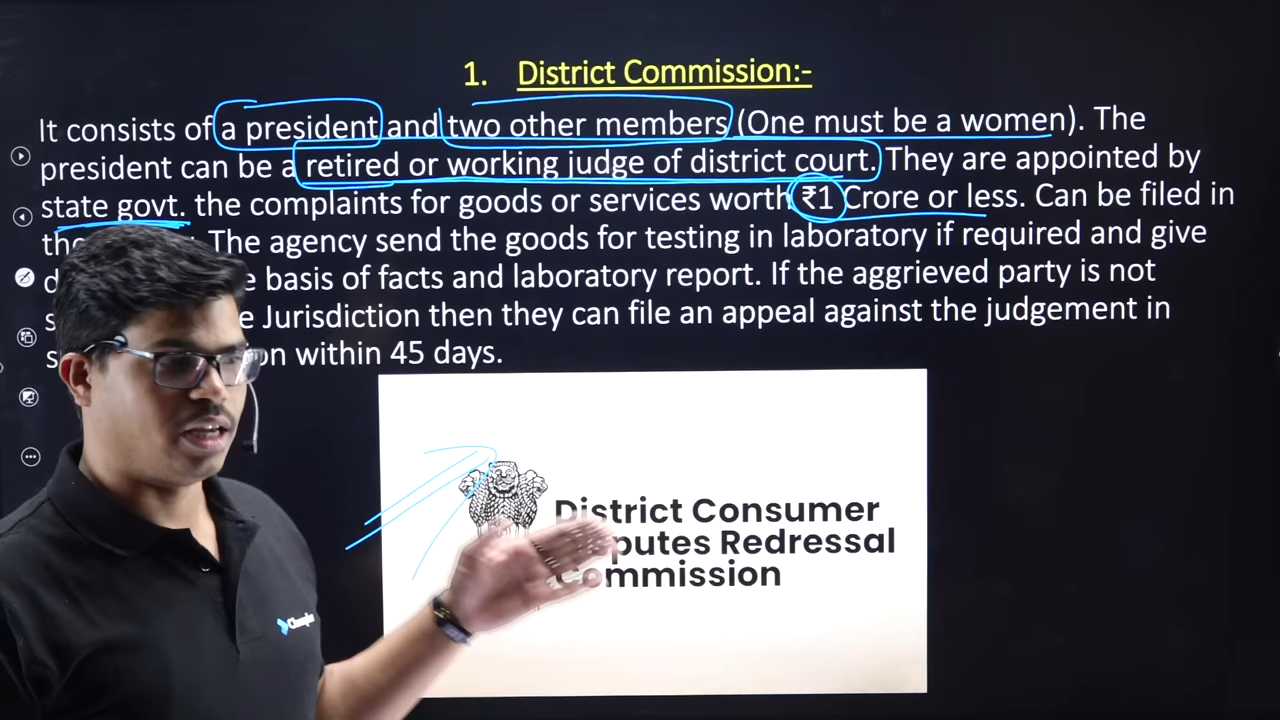 1. District Commission:-
It consists of a president and two other members (One must be a women). The
president can be a retired or working judge of district court. They are appointed by
state govt. the complaints for goods or services worth ₹1 Crore or less. Can be filed in
The agency send the goods for testing in laboratory if required and give
basis of facts and laboratory report. If the aggrieved party is not
Jurisdiction then they can file an appeal against the judgement in
within 45 days.
District Consumer
Redressal
Commission